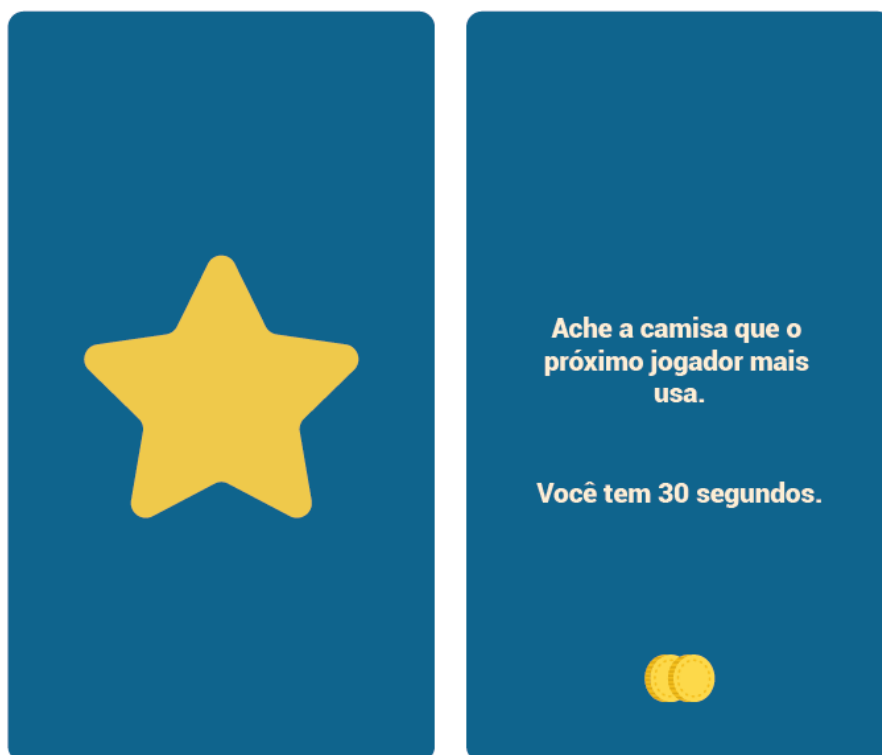 Ache a camisa que o
próximo jogador mais
usa.
Você tem 30 segundos.